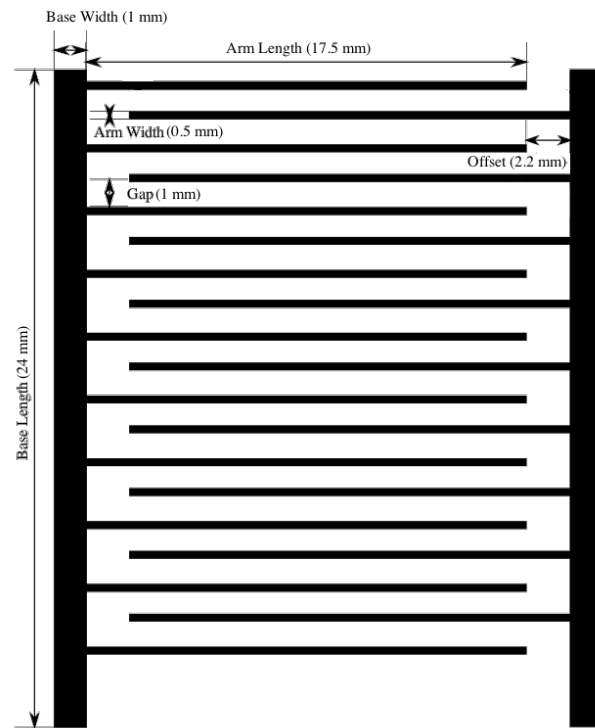 Base Width (1 mm)
Arm Length (17.5 mm)
Arm Width (0.5 mm)
Offset (2.2 mm)
Gap (1 mm)
Base Length (24 mm)